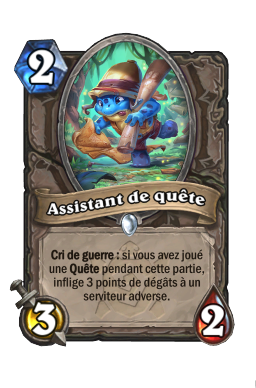 2
Assistant de quête
Cri de guerre : si vous avez joué
une Quête pendant cette partie,
inflige 3 points de dégâts à un
serviteur adverse.
3
2